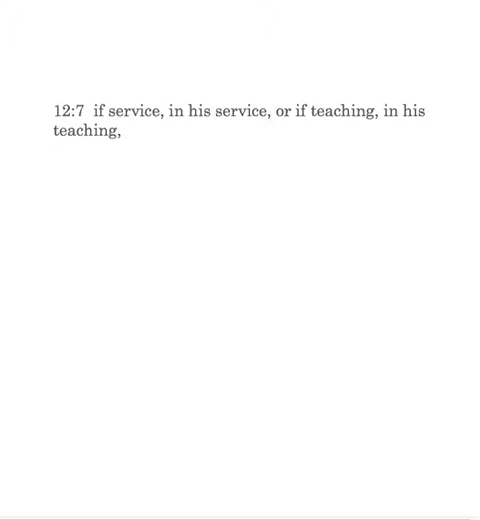 12:7  if service, in his service, or if teaching, in his
teaching,